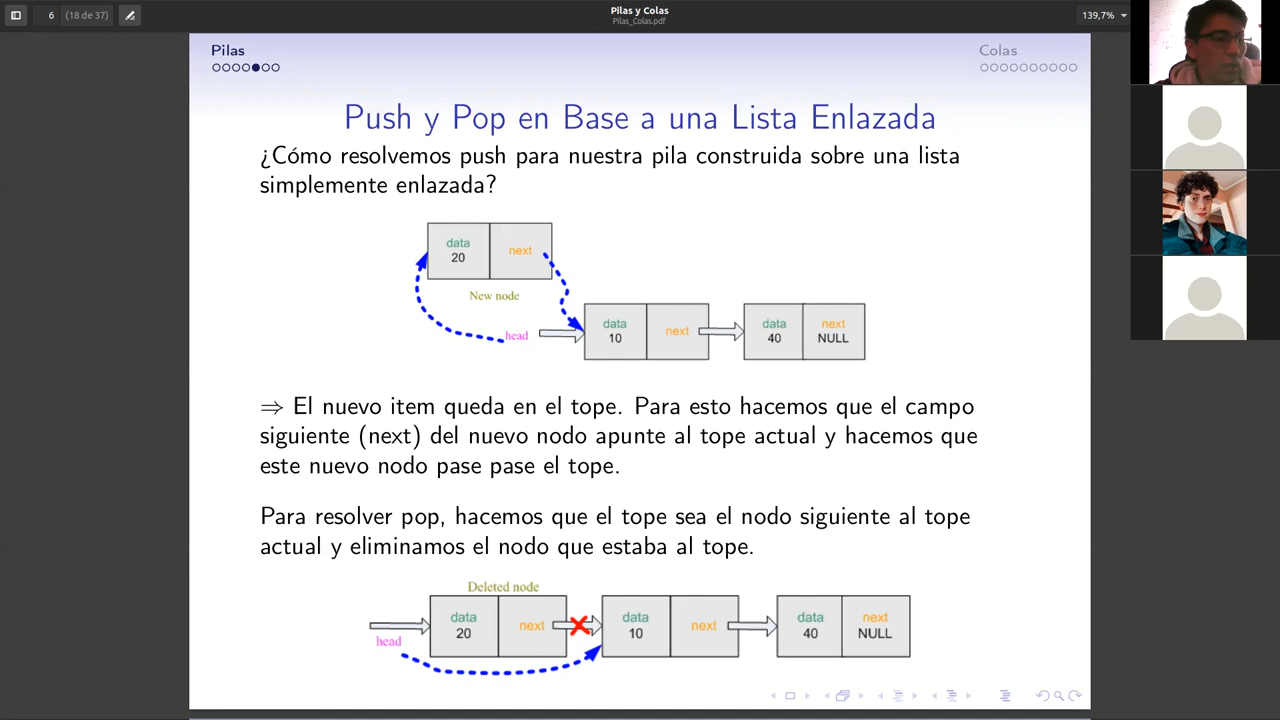 Pilas y Colas
Pilas_Colas.pdf
6 (18 de 37)
139,7%
Pilas
Colas
Push y Pop en Base a una Lista Enlazada
¿Cómo resolvemos push para nuestra pila construida sobre una lista
simplemente enlazada?
data
20
next
New node
head
data
10
next
data
40
next
NULL
⇒ El nuevo item queda en el tope. Para esto hacemos que el campo
siguiente (next) del nuevo nodo apunte al tope actual y hacemos que
este nuevo nodo pase pase el tope.
Para resolver pop, hacemos que el tope sea el nodo siguiente al tope
actual y eliminamos el nodo que estaba al tope.
Deleted node
head
data
20
next
data
10
next
data
40
next
NULL